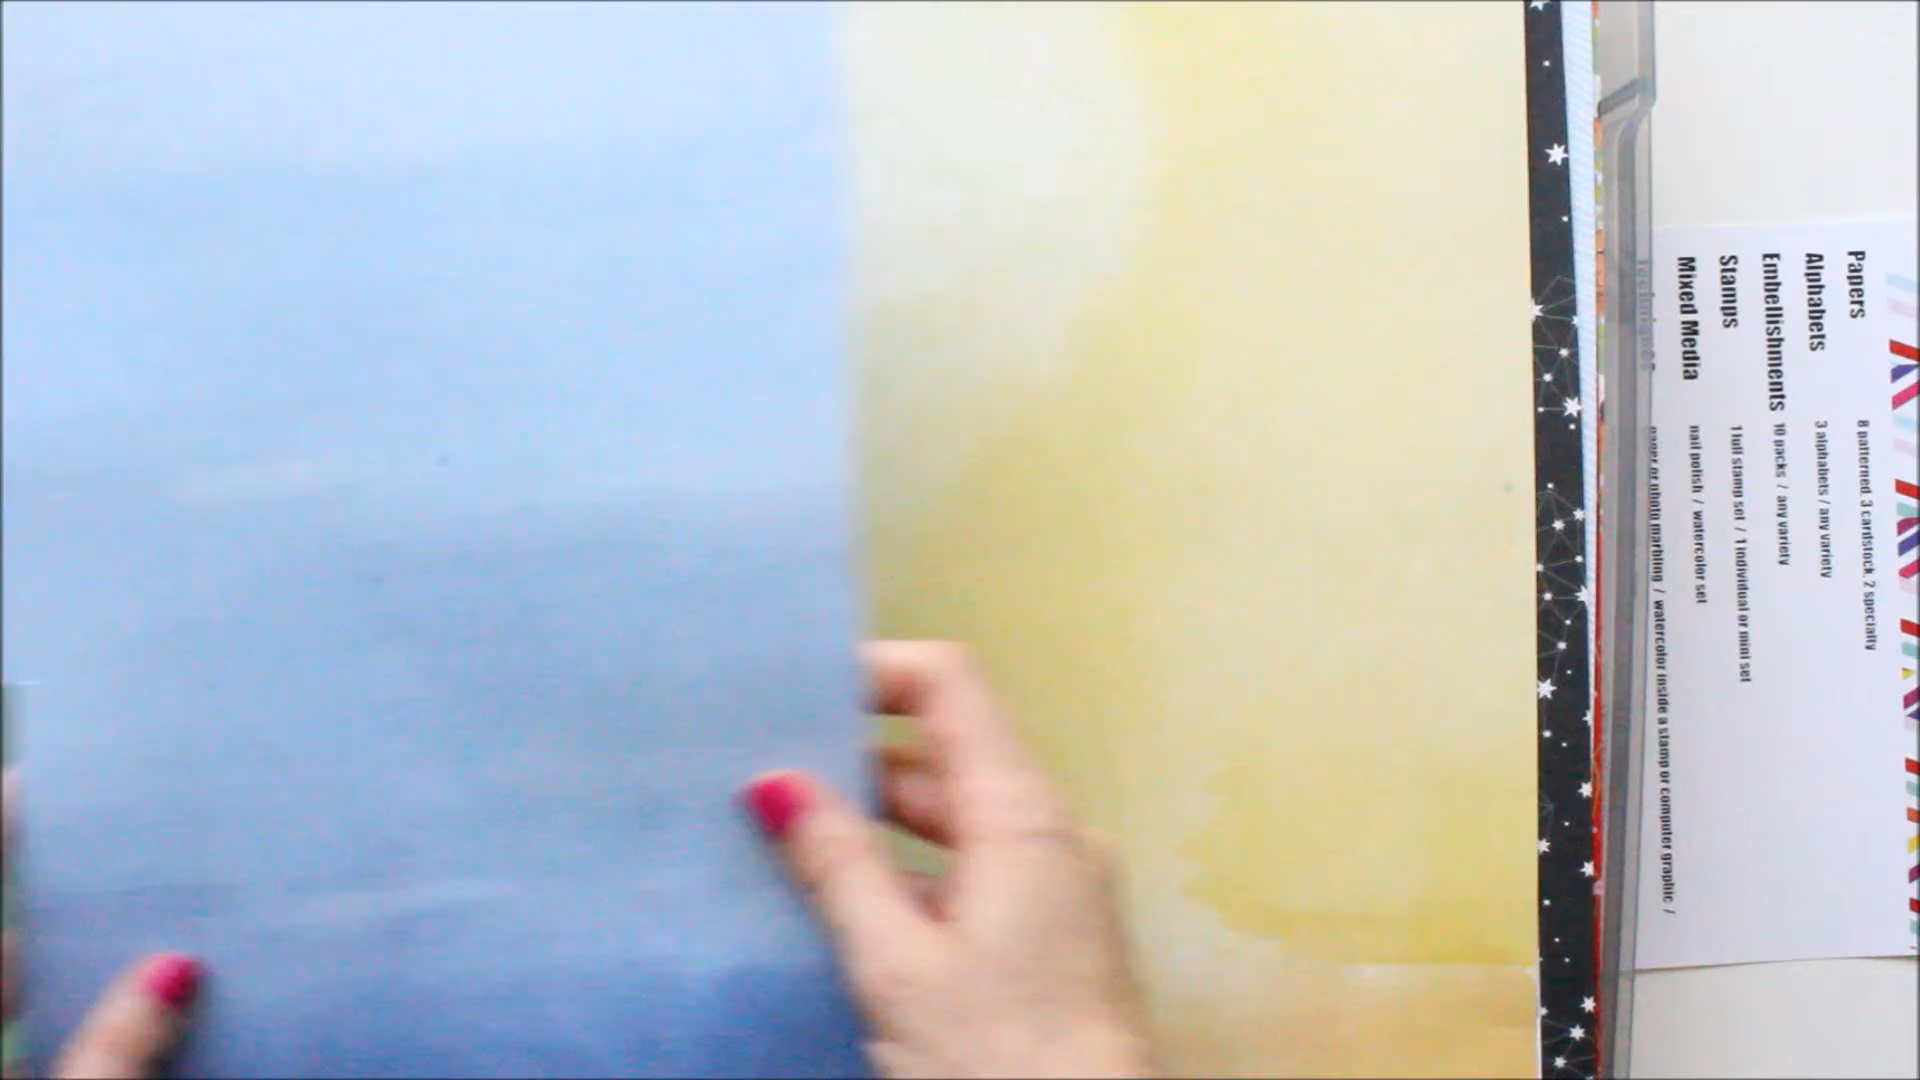 Papers 8 patterned, 3 cardstock, 2 specialty
Alphabets 3 alphabets / any variety
Embellishments 10 packs / any variety
Stamps 1 full stamp set / 1 individual or mini set
Mixed Media nail polish / watercolor set
Techniques paper or photo marbling / watercolor inside a stamp or computer graphic /